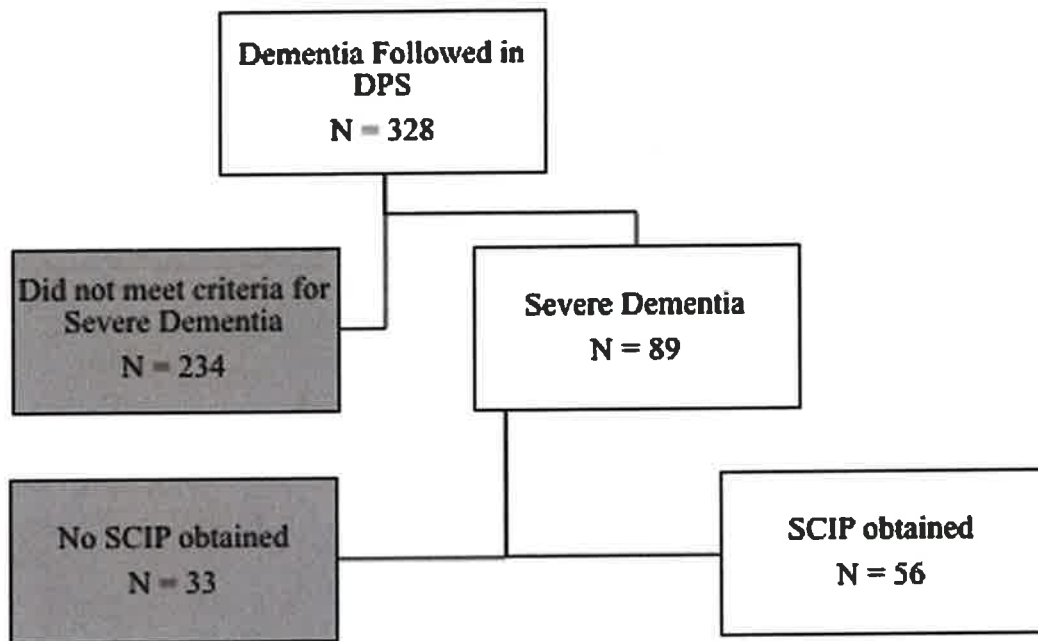 Dementia Followed in
DPS
N = 328
Did not meet criteria for
Severe Dementia
N = 234
Severe Dementia
N = 89
No SCIP obtained
N = 33
SCIP obtained
N = 56